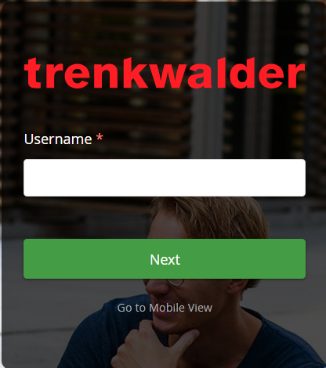 trenkwalder
Username *
Next
Go to Mobile View